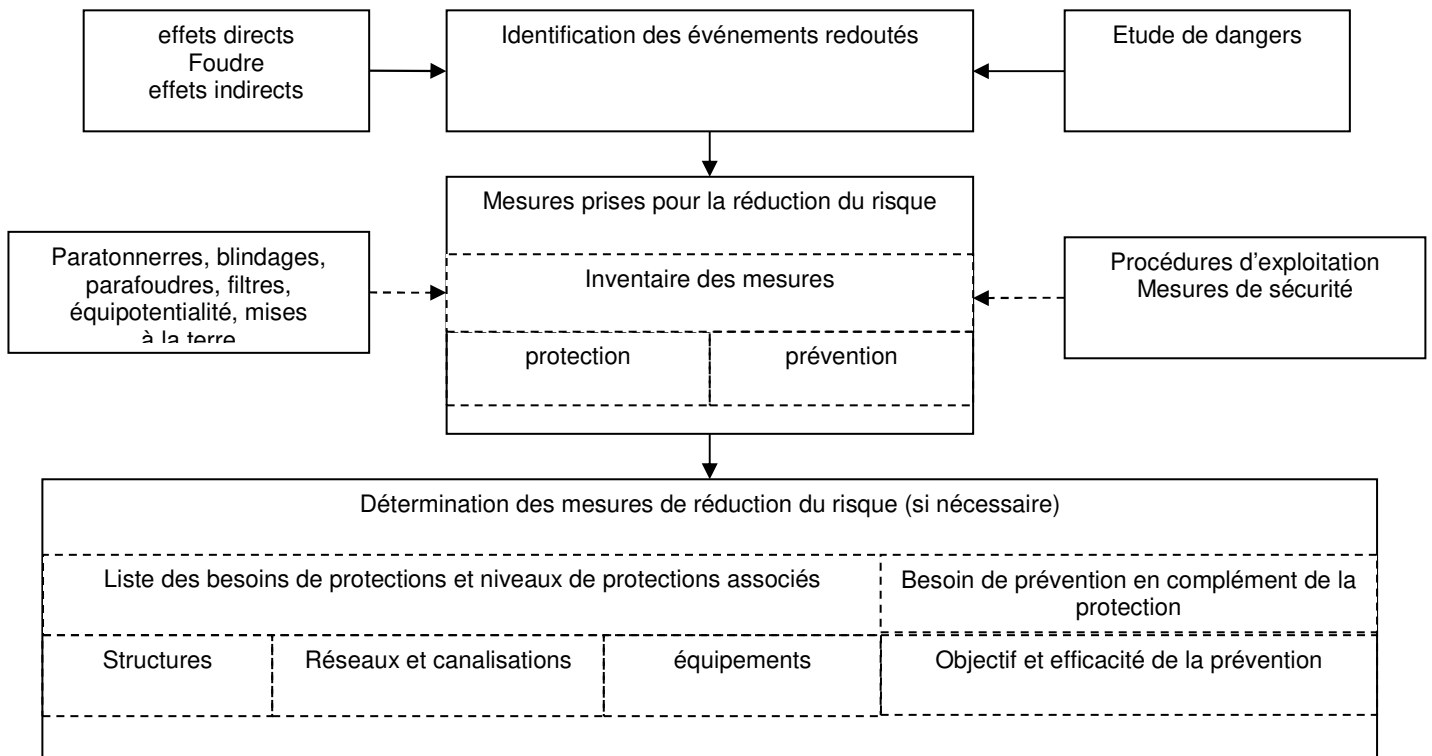 effets directs
Foudre
effets indirects
Identification des événements redoutés
Etude de dangers
Mesures prises pour la réduction du risque
Paratonnerres, blindages,
parafoudres, filtres,
équipotentialité, mises
à la terre
Inventaire des mesures
Procédures d’exploitation
Mesures de sécurité
protection
prévention
Détermination des mesures de réduction du risque (si nécessaire)
Liste des besoins de protections et niveaux de protections associés
Besoin de prévention en complément de la
protection
Structures
Réseaux et canalisations
équipements
Objectif et efficacité de la prévention